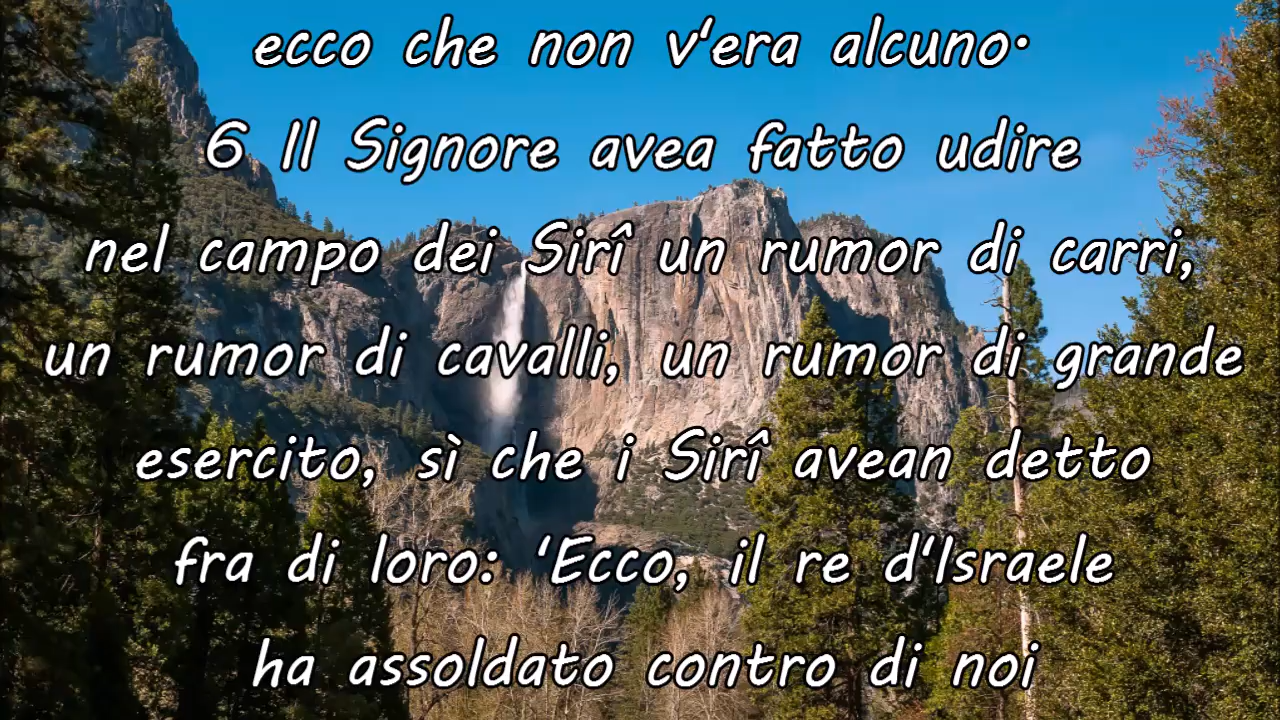 ecco che non v'era alcuno.
6 Il Signore avea fatto udire
nel campo dei Sirî un rumor di carri,
un rumor di cavalli, un rumor di grande
esercito, sì che i Sirî avean detto
fra di loro: 'Ecco, il re d'Israele
ha assoldato contro di noi